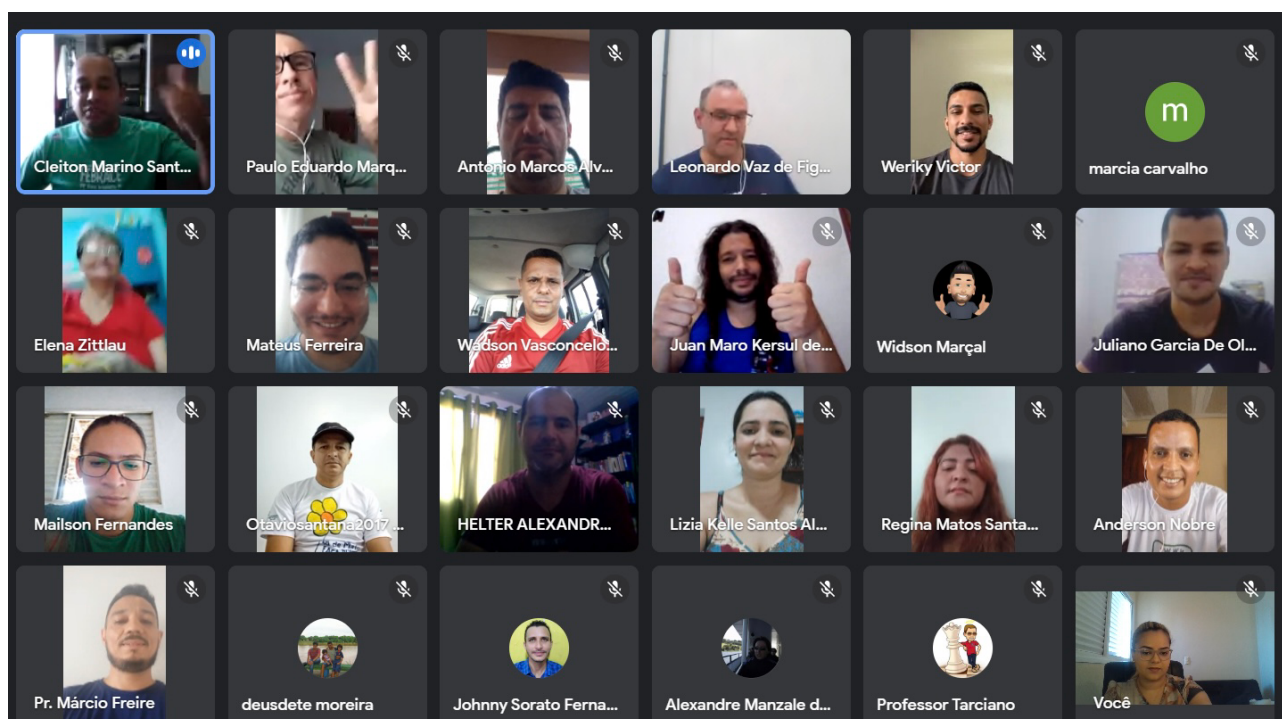 Cleiton Marino Sant...
Paulo Eduardo Marq...
Antonio Marcos Alv...
Leonardo Vaz de Fig...
Weriky Victor
m
marcia carvalho
Elena Zittlau
Mateus Ferreira
Wadson Vasconcelo...
Juan Maro Kersul de...
Widson Marçal
Juliano Garcia De Ol...
Mailson Fernandes
Otaviosantana2017 ...
HELTER ALEXANDR...
Lizia Kelle Santos Al...
Regina Matos Santa...
Anderson Nobre
Pr. Márcio Freire
deusdete moreira
Johnny Sorato Ferna...
Alexandre Manzale d...
Professor Tarciano
Você